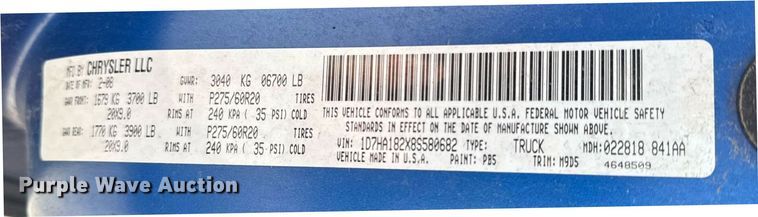 MFD BY CHRYSLER LLC
DATE OF MFR: 2-08 GVWR: 3040 KG 06700 LB
GAWR FRONT: 1679 KG 3700 LB WITH P275/60R20 TIRES
20X9.0 RIMS AT 240 KPA ( 35 PSI) COLD
GAWR REAR: 1770 KG 3900 LB WITH P275/60R20 TIRES
20X9.0 RIMS AT 240 KPA ( 35 PSI) COLD
THIS VEHICLE CONFORMS TO ALL APPLICABLE U.S.A. FEDERAL MOTOR VEHICLE SAFETY
STANDARDS IN EFFECT ON THE DATE OF MANUFACTURE SHOWN ABOVE.
VIN: 1D7HA182X8S580682 TYPE: TRUCK MDH: 022818 841AA
VEHICLE MADE IN U.S.A. PAINT: PB5 TRIM: M9D5 4648509
Purple Wave Auction
Purple Wave Auction